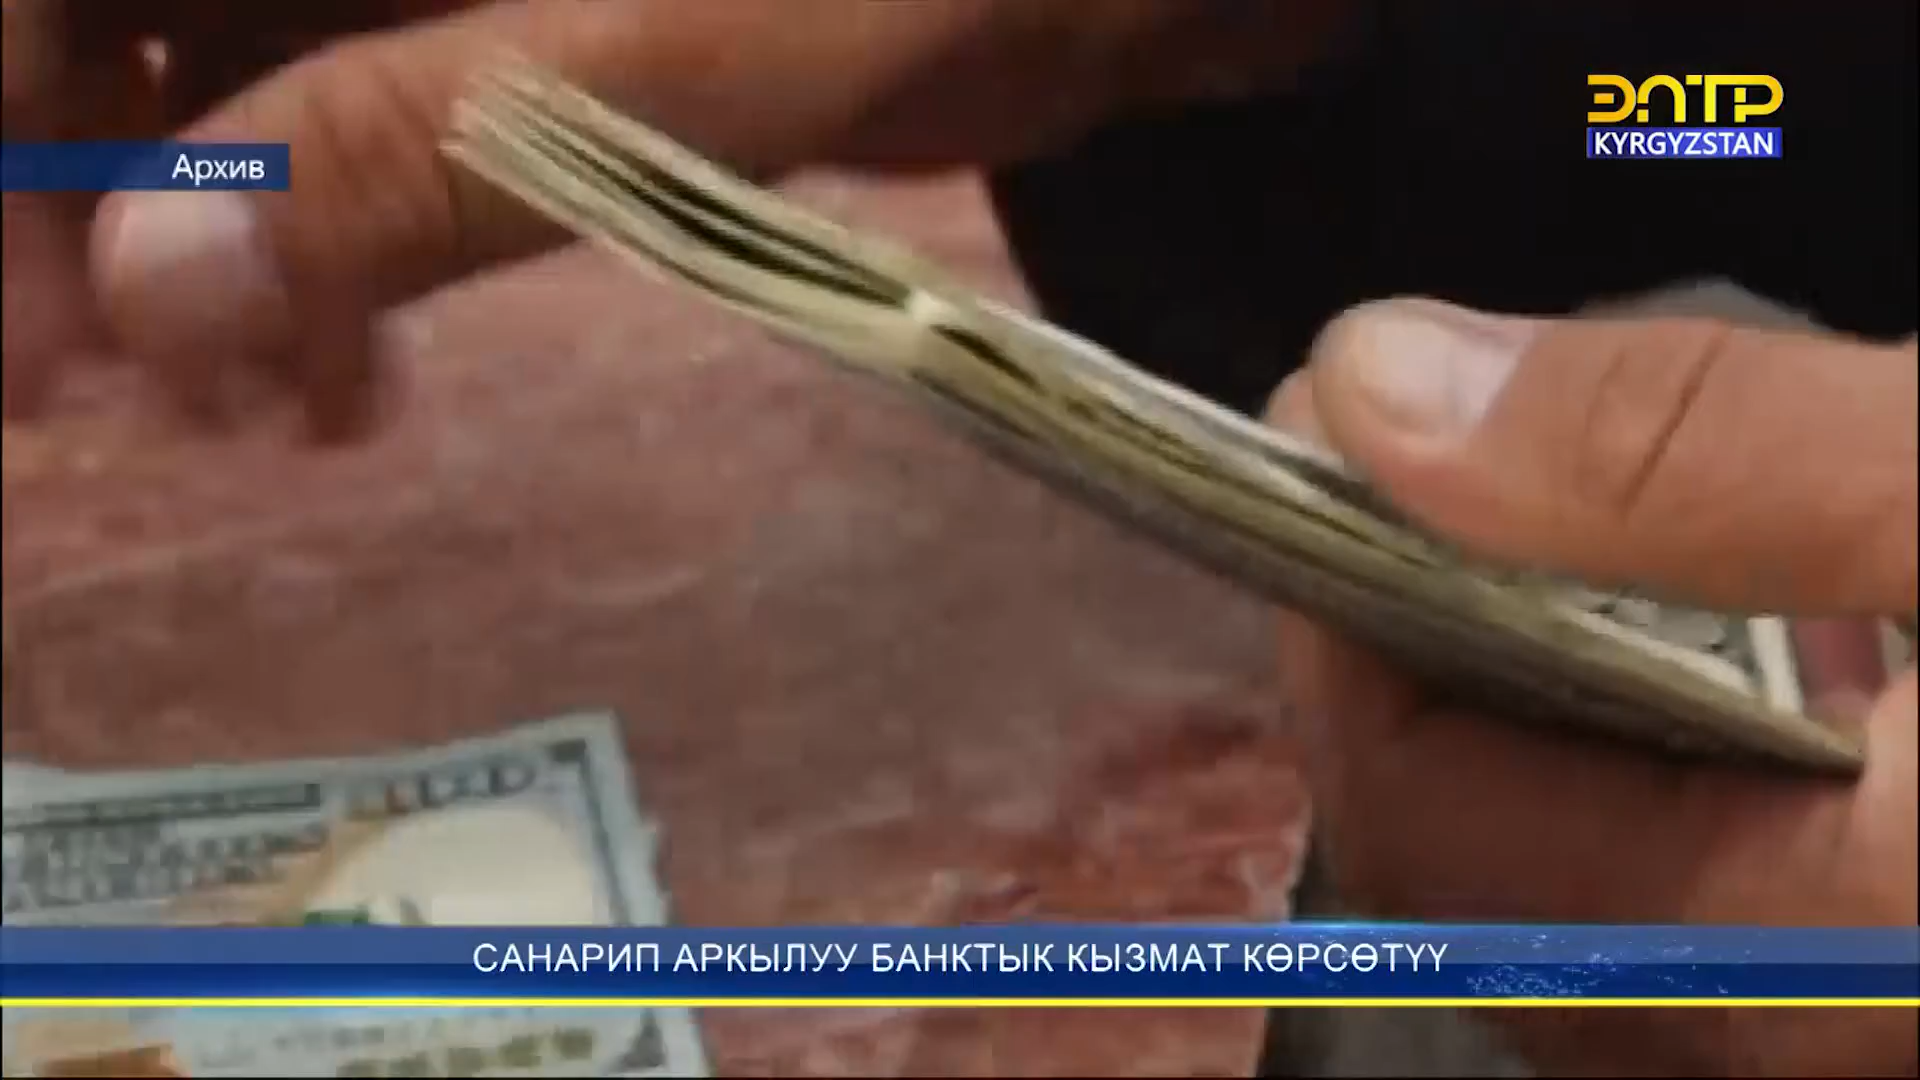 ЭЛТР
KYRGYZSTAN
Архив
САНАРИП АРКЫЛУУ БАНКТЫК КЫЗМАТ КӨРСӨТҮҮ